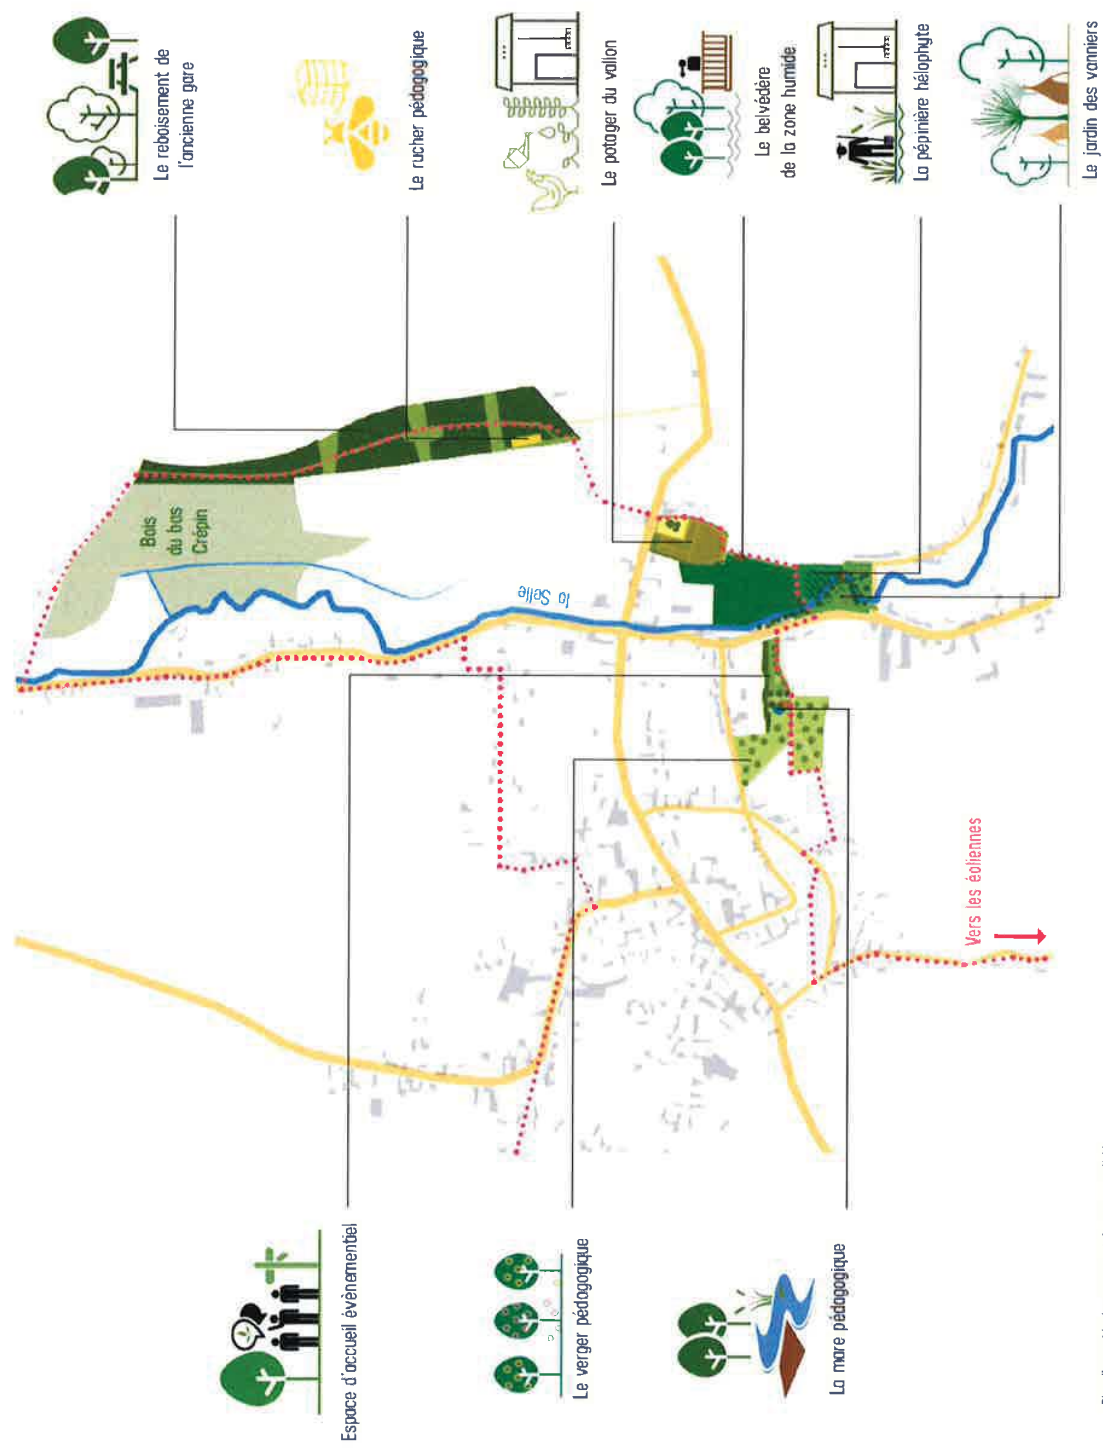 Le reboisement de
l'ancienne gare
Le rucher pédagogique
Le potager du vallon
Le belvédère
de la zone humide
La pépinière hélophyte
Le jardin des vanniers
Bois
du bas
Crépin
la Selle
Vers les éoliennes
Espace d'accueil évènementiel
Le verger pédagogique
La mare pédagogique